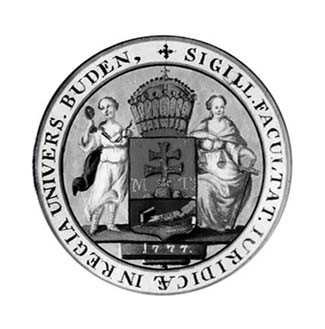 ✢ SIGILL. FACULTAT. IURIDICÆ IN REGIA UNIVERS. BUDEN,
M T
1777.